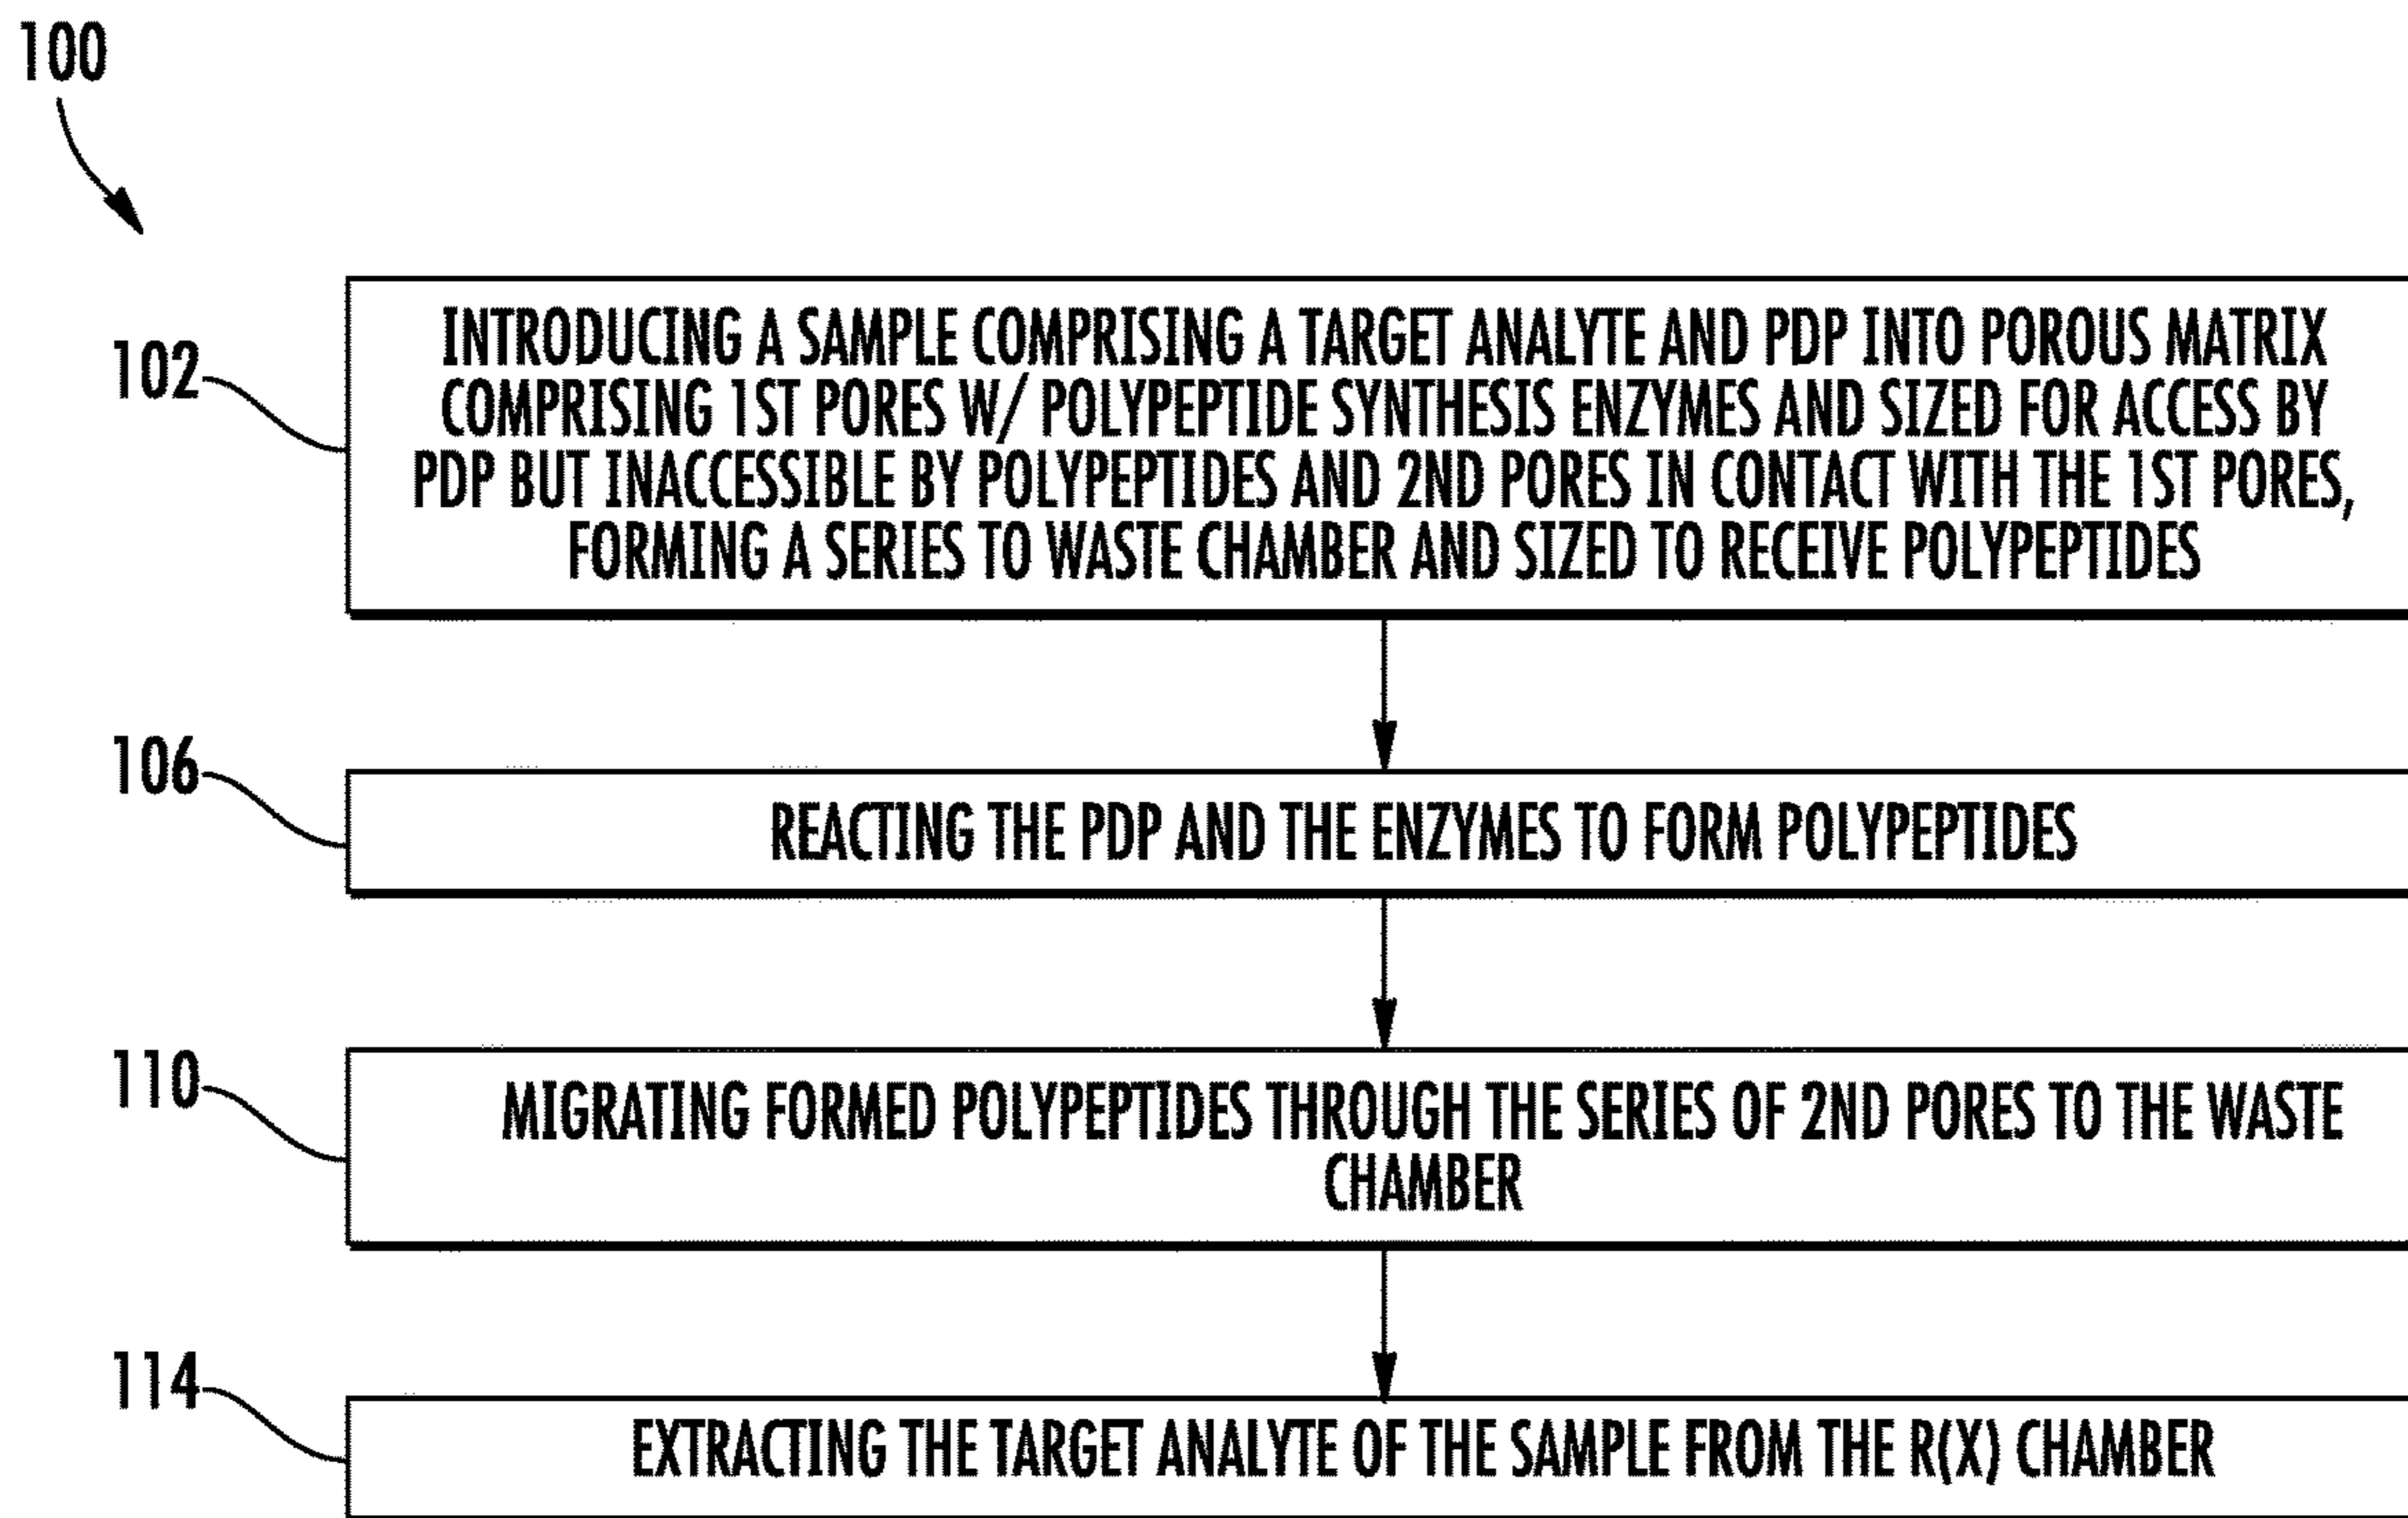 100
102
INTRODUCING A SAMPLE COMPRISING A TARGET ANALYTE AND PDP INTO POROUS MATRIX
COMPRISING 1ST PORES W/ POLYPEPTIDE SYNTHESIS ENZYMES AND SIZED FOR ACCESS BY
PDP BUT INACCESSIBLE BY POLYPEPTIDES AND 2ND PORES IN CONTACT WITH THE 1ST PORES,
FORMING A SERIES TO WASTE CHAMBER AND SIZED TO RECEIVE POLYPEPTIDES
106
REACTING THE PDP AND THE ENZYMES TO FORM POLYPEPTIDES
110
MIGRATING FORMED POLYPEPTIDES THROUGH THE SERIES OF 2ND PORES TO THE WASTE
CHAMBER
114
EXTRACTING THE TARGET ANALYTE OF THE SAMPLE FROM THE R(X) CHAMBER